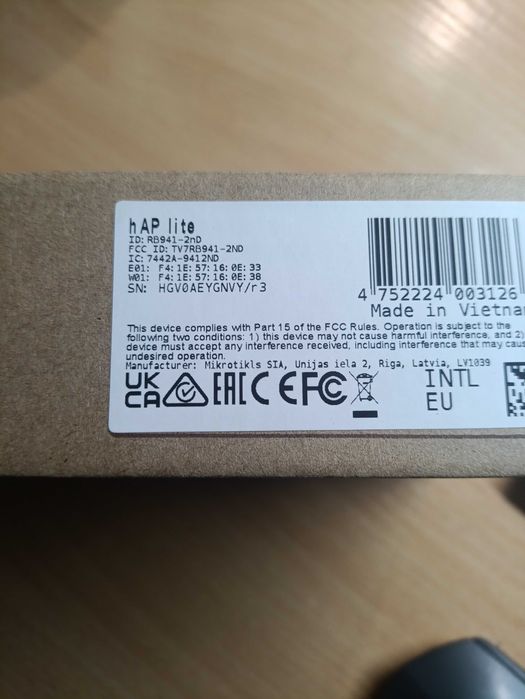 hAP lite
ID: RB941-2nD
FCC ID: TV7RB941-2ND
IC: 7442A-9412ND
E01: F4:1E:57:16:0E:33
W01: F4:1E:57:16:0E:38
SN: HGV0AEYGNVY/r3
4 752224 003126
Made in Vietnam
This device complies with Part 15 of the FCC Rules. Operation is subject to the
following two conditions: 1) this device may not cause harmful interference, and 2)
device must accept any interference received, including interference that may cause
undesired operation.
Manufacturer: Mikrotikls SIA, Unijas iela 2, Riga, Latvia, LV1039
UK CA EAC CE FC INTL
EU